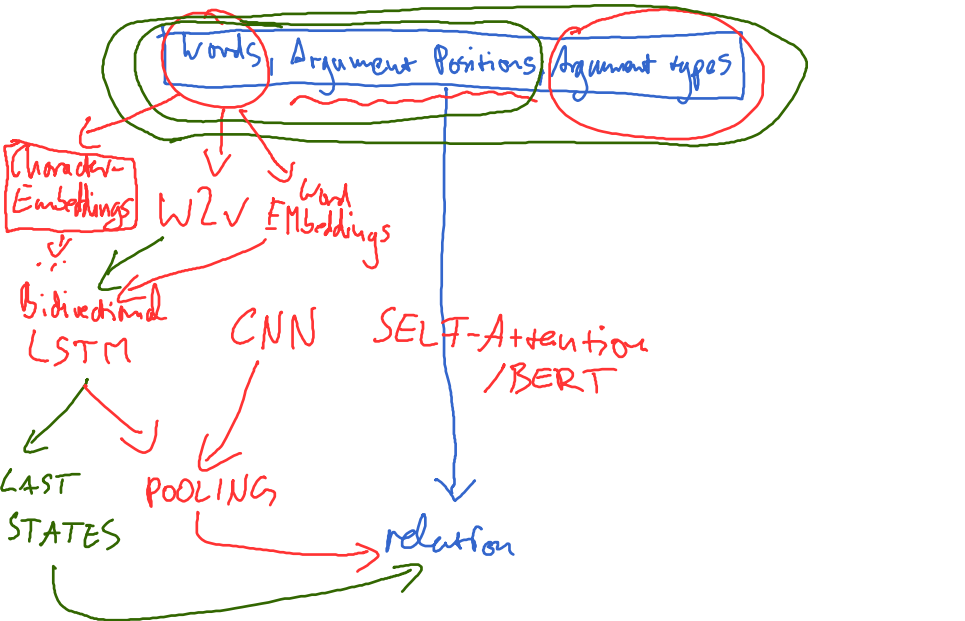 Words, Argument Positions, Argument types
Character-
Embeddings
W2V
Word
EMbeddings
...
Bidirectional
LSTM
CNN
SELF-Attention
/BERT
LAST
STATES
POOLING
relation